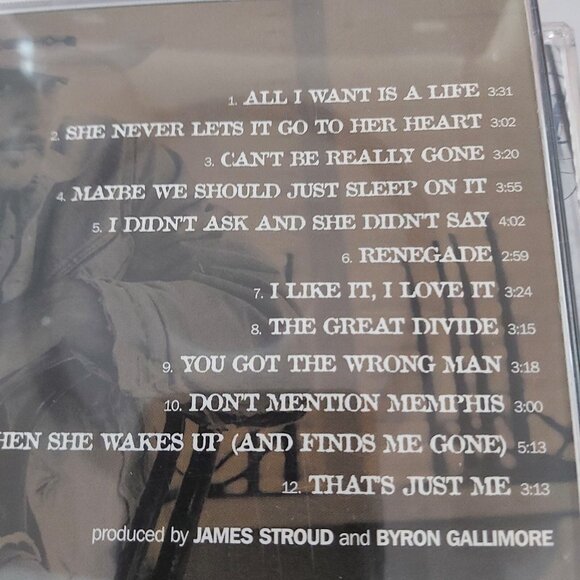 1. ALL I WANT IS A LIFE 3:31
2. SHE NEVER LETS IT GO TO HER HEART 3:02
3. CAN'T BE REALLY GONE 3:20
4. MAYBE WE SHOULD JUST SLEEP ON IT 3:55
5. I DIDN'T ASK AND SHE DIDN'T SAY 4:02
6. RENEGADE 2:59
7. I LIKE IT, I LOVE IT 3:24
8. THE GREAT DIVIDE 3:15
9. YOU GOT THE WRONG MAN 3:18
10. DON'T MENTION MEMPHIS 3:00
HEN SHE WAKES UP (AND FINDS ME GONE) 5:13
12. THAT'S JUST ME 3:13
produced by JAMES STROUD and BYRON GALLIMORE